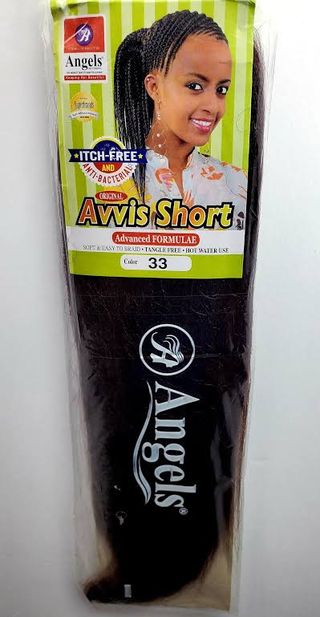 Angels®
Superbrands
ITCH-FREE
AND
ANTI-BACTERIAL
ORIGINAL
Avvis Short
Advanced FORMULAE
SOFT & EASY TO BRAID • TANGLE FREE • HOT WATER USE
Color 33
Angels®